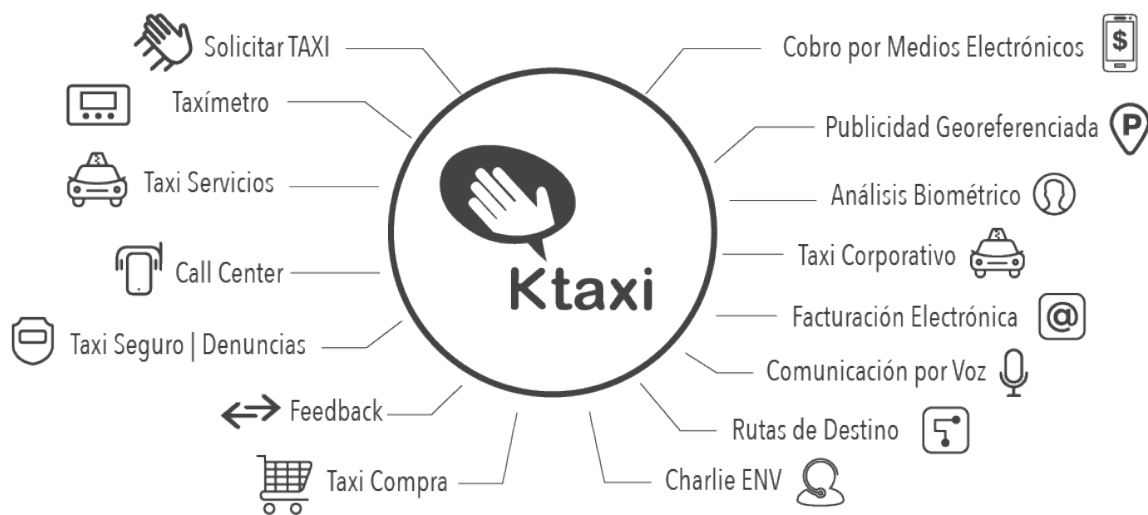 Solicitar TAXI
Taxímetro
Taxi Servicios
Call Center
Taxi Seguro | Denuncias
Feedback
Taxi Compra
Ktaxi
Cobro por Medios Electrónicos
$
Publicidad Georeferenciada
P
Análisis Biométrico
Taxi Corporativo
Facturación Electrónica
@
Comunicación por Voz
Rutas de Destino
Charlie ENV